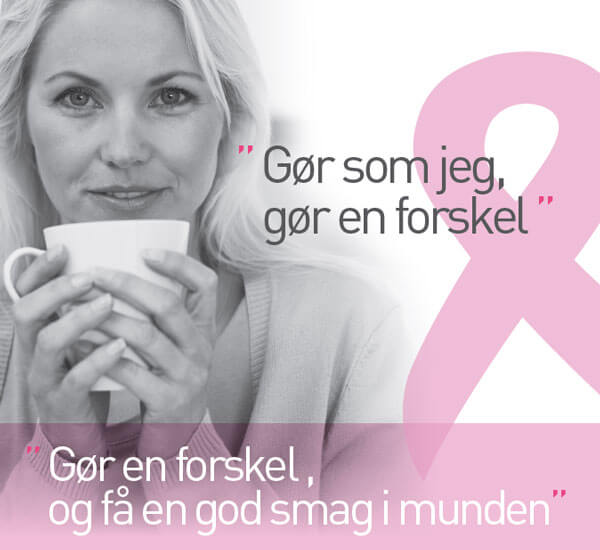 ” Gør som jeg,
gør en forskel ”
” Gør en forskel ,
og få en god smag i munden”